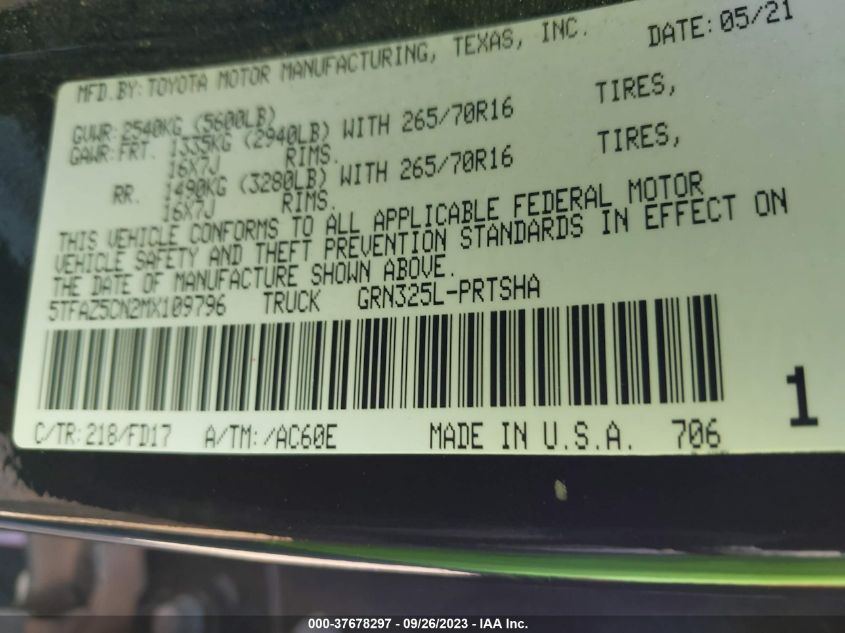 MFD.BY:TOYOTA MOTOR MANUFACTURING, TEXAS, INC. DATE:05/21
GVWR:2540KG (5600LB)
GAWR:FRT. 1335KG (2940LB) WITH 265/70R16 TIRES,
16X7J RIMS.
RR. 1490KG (3280LB) WITH 265/70R16 TIRES,
16X7J RIMS.
THIS VEHICLE CONFORMS TO ALL APPLICABLE FEDERAL MOTOR
VEHICLE SAFETY AND THEFT PREVENTION STANDARDS IN EFFECT ON
THE DATE OF MANUFACTURE SHOWN ABOVE.
5TFAZ5CN2MX109796 TRUCK GRN325L-PRTSHA
C/TR:218/FD17 A/TM:/AC60E MADE IN U.S.A. 706
1
000-37678297 - 09/26/2023 - IAA Inc.